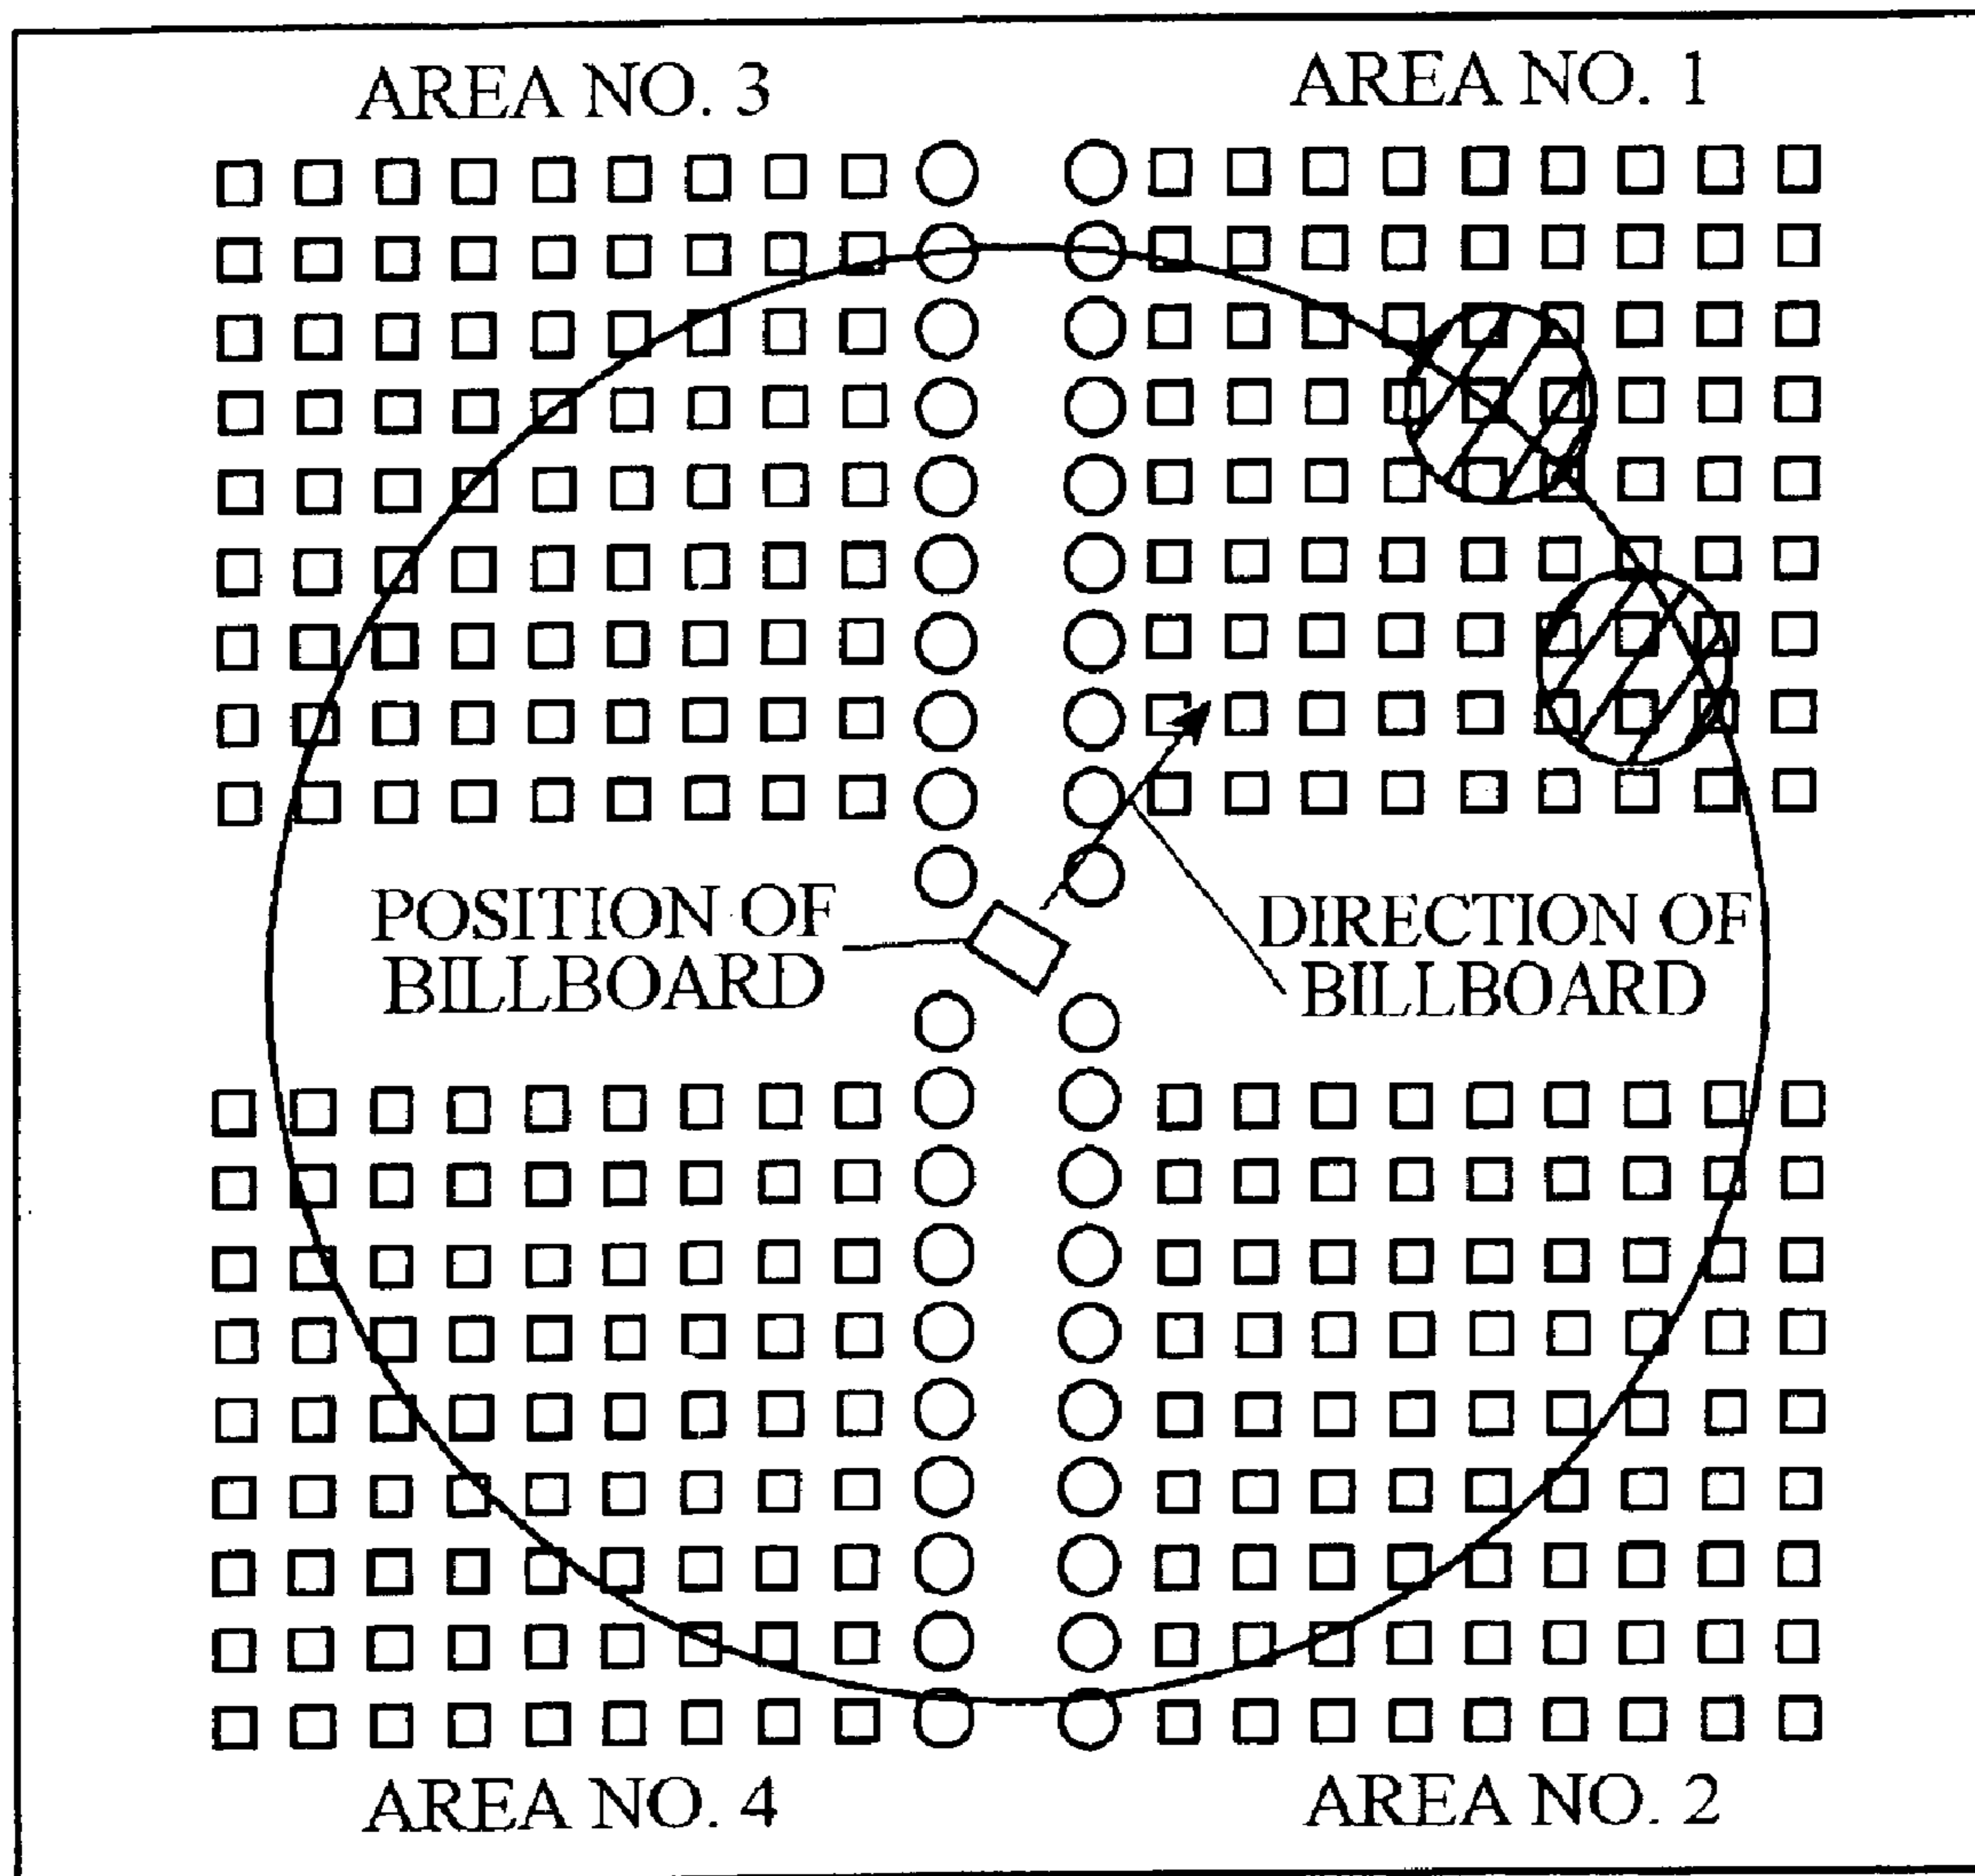 AREA NO. 3
AREA NO. 1
POSITION OF
BILLBOARD
DIRECTION OF
BILLBOARD
AREA NO. 4
AREA NO. 2